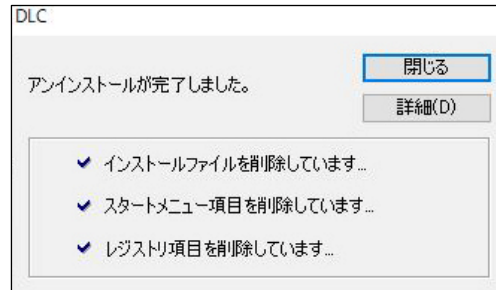 DLC
アンインストールが完了しました。
閉じる
詳細(D)
インストールファイルを削除しています...
スタートメニュー項目を削除しています...
レジストリ項目を削除しています...